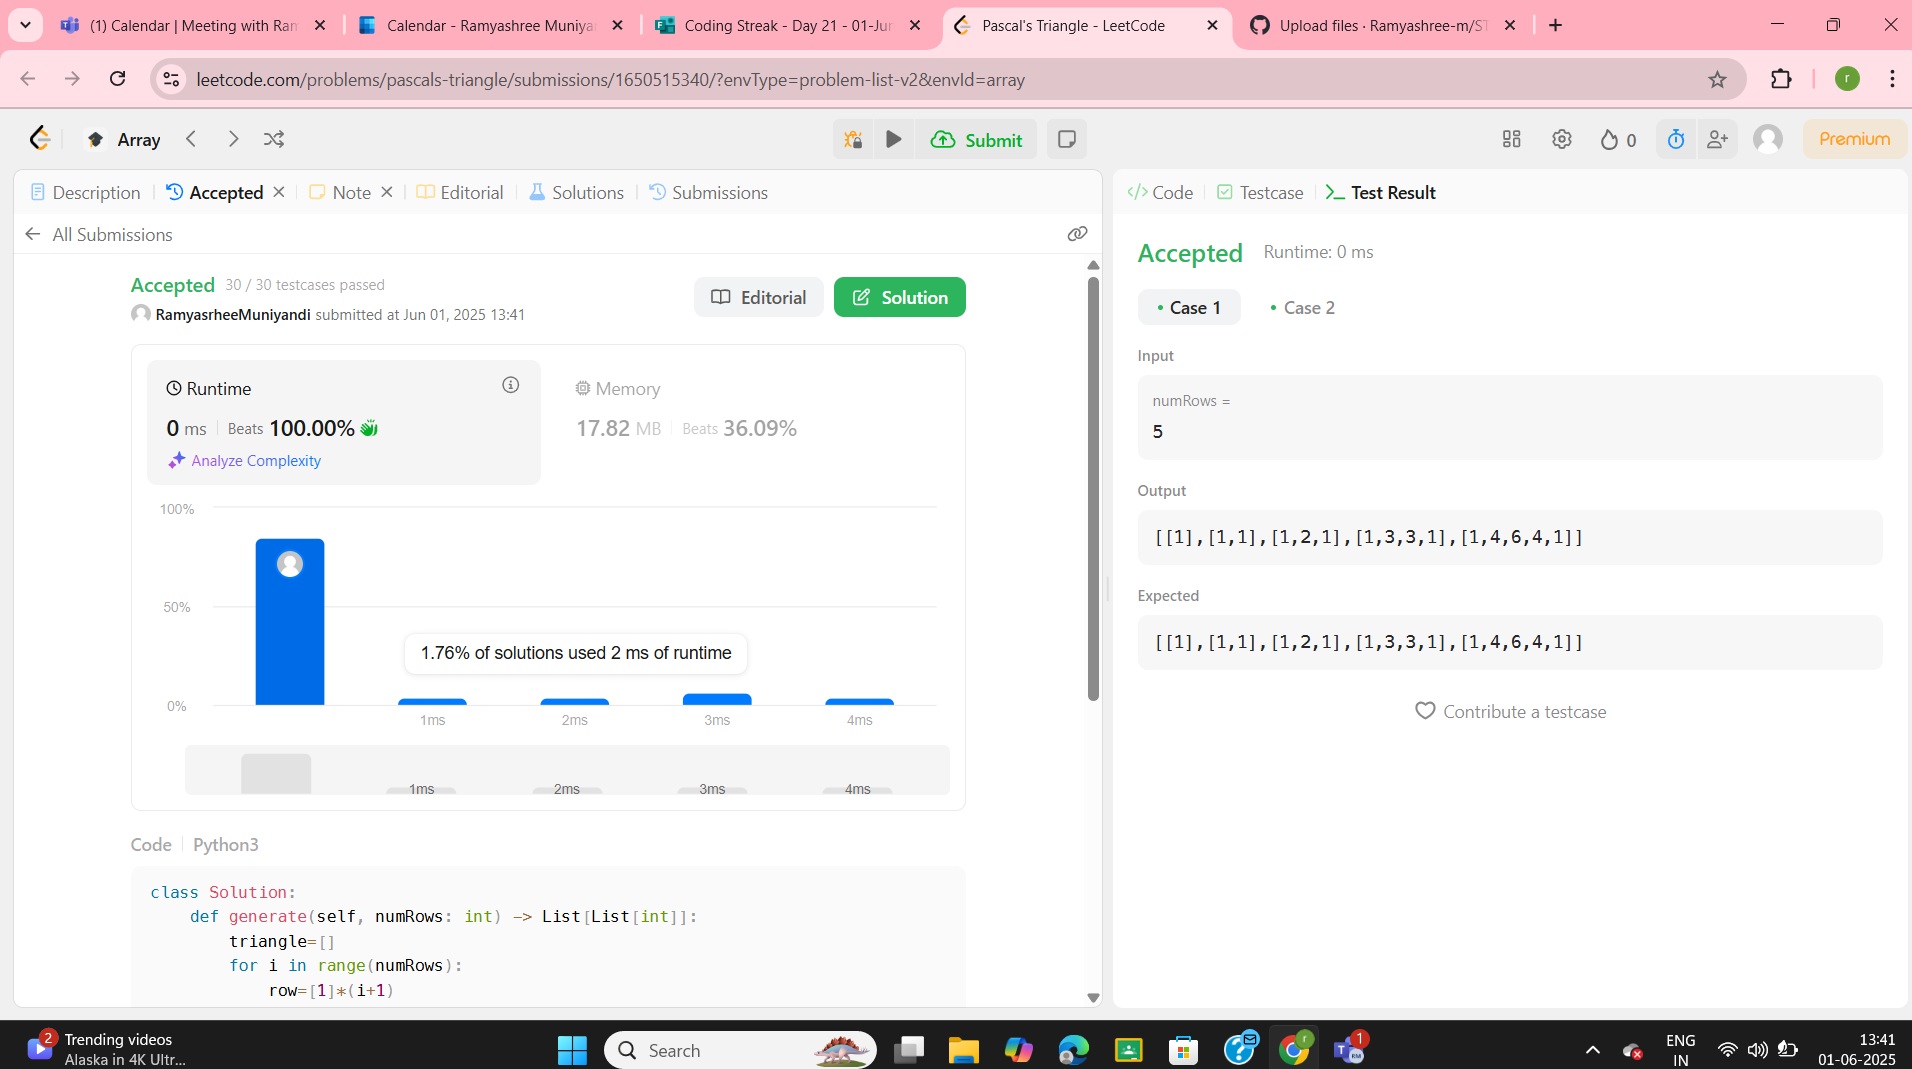 (1) Calendar | Meeting with Ram
Calendar - Ramyashree Muniyan
Coding Streak - Day 21 - 01-Jun
Pascal's Triangle - LeetCode
Upload files · Ramyashree-m/ST
leetcode.com/problems/pascals-triangle/submissions/1650515340/?envType=problem-list-v2&envId=array
r
Array
Submit
0
Premium
Description
Accepted
Note
Editorial
Solutions
Submissions
All Submissions
Accepted 30 / 30 testcases passed
RamyasrheeMuniyandi submitted at Jun 01, 2025 13:41
Editorial
Solution
Runtime
0 ms Beats 100.00%
Analyze Complexity
Memory
17.82 MB Beats 36.09%
100%
50%
0%
1.76% of solutions used 2 ms of runtime
1ms 2ms 3ms 4ms
1ms 2ms 3ms 4ms
Code Python3
class Solution:
def generate(self, numRows: int) -> List[List[int]]:
triangle=[]
for i in range(numRows):
row=[1]*(i+1)
</> Code
Testcase
Test Result
Accepted Runtime: 0 ms
Case 1
Case 2
Input
numRows =
5
Output
[[1],[1,1],[1,2,1],[1,3,3,1],[1,4,6,4,1]]
Expected
[[1],[1,1],[1,2,1],[1,3,3,1],[1,4,6,4,1]]
Contribute a testcase
2
Trending videos
Alaska in 4K Ultr...
Search
r
1
RM
ENG
IN
13:41
01-06-2025